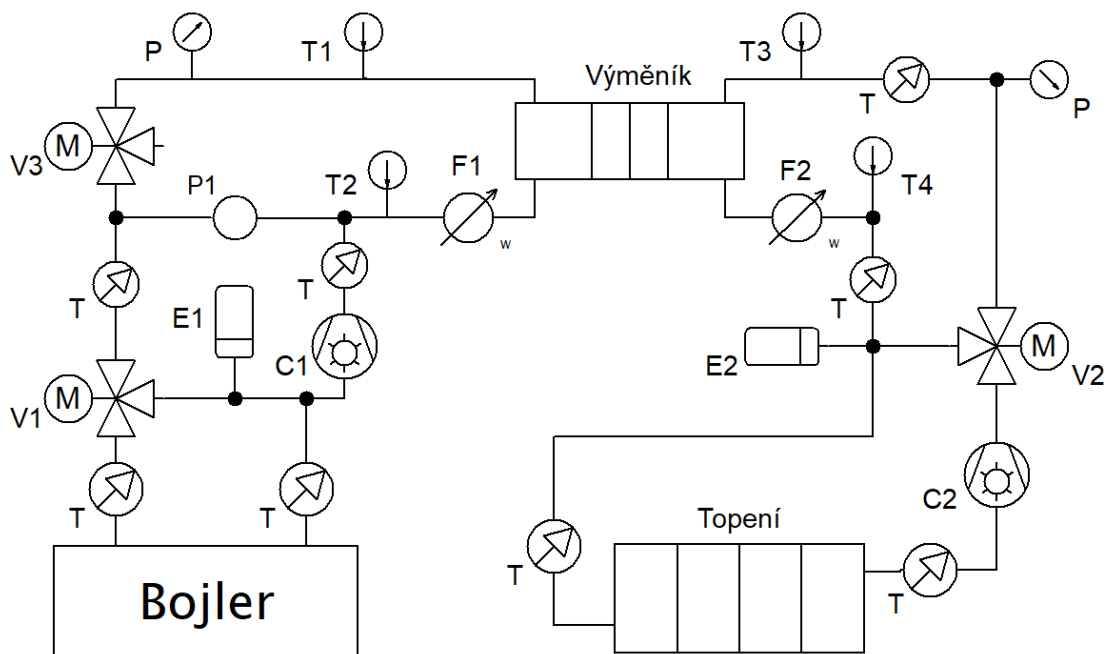 P
T1
T3
Výměník
T
P
M
V3
P1
T2
F1
w
F2
w
T4
T
E1
T
C1
T
E2
M
V2
M
V1
T
T
C2
Topení
T
T
Bojler